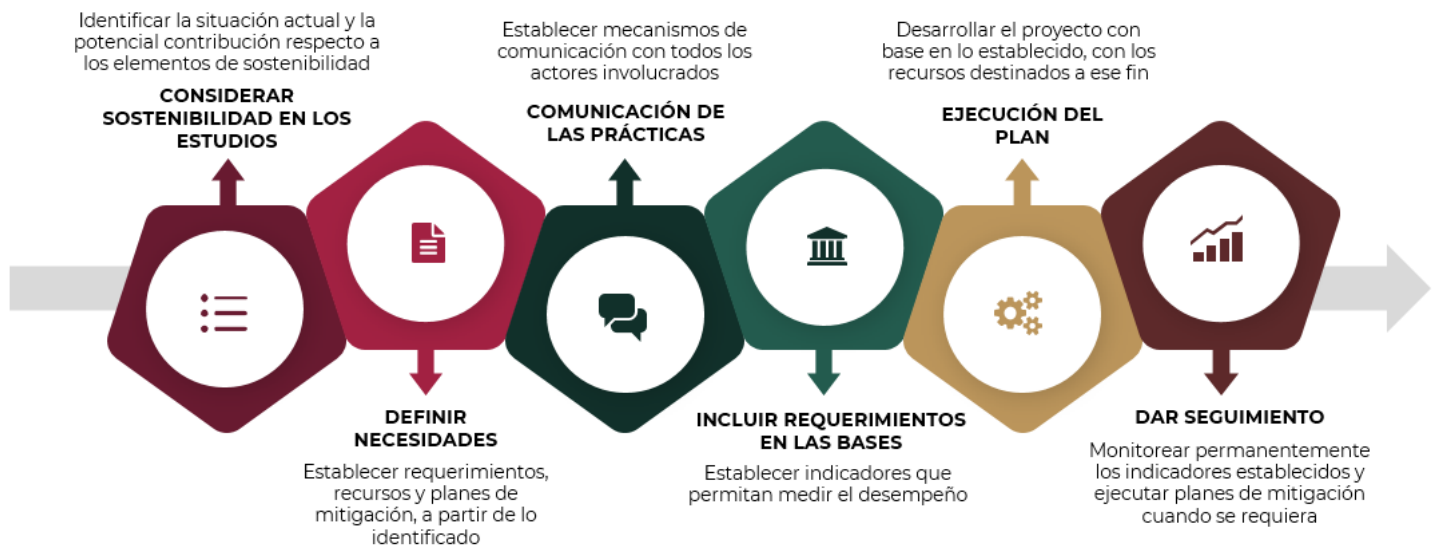 Identificar la situación actual y la
potencial contribución respecto a
los elementos de sostenibilidad
CONSIDERAR
SOSTENIBILIDAD EN LOS
ESTUDIOS
DEFINIR
NECESIDADES
Establecer requerimientos,
recursos y planes de
mitigación, a partir de lo
identificado
Establecer mecanismos de
comunicación con todos los
actores involucrados
COMUNICACIÓN DE
LAS PRÁCTICAS
INCLUIR REQUERIMIENTOS
EN LAS BASES
Establecer indicadores que
permitan medir el desempeño
Desarrollar el proyecto con
base en lo establecido, con los
recursos destinados a ese fin
EJECUCIÓN DEL
PLAN
DAR SEGUIMIENTO
Monitorear permanentemente
los indicadores establecidos y
ejecutar planes de mitigación
cuando se requiera